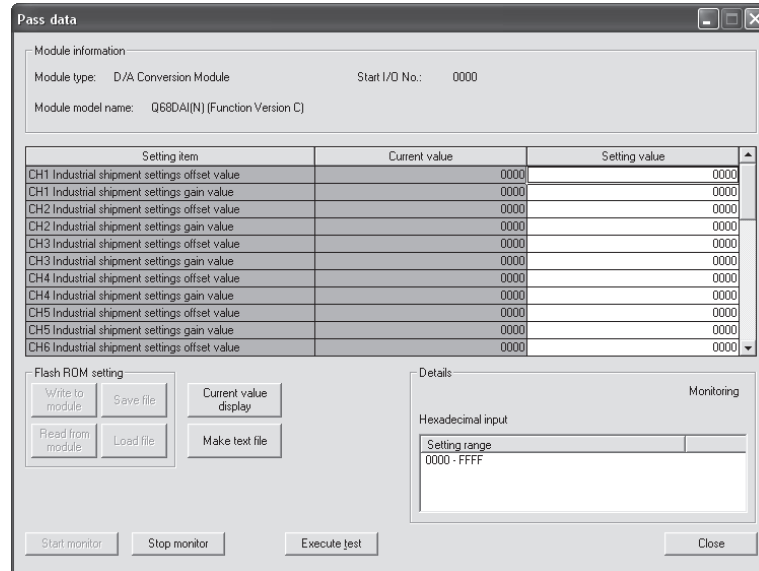 Pass data
Module information
Module type: D/A Conversion Module Start I/O No.: 0000
Module model name: Q68DAI(N) (Function Version C)
Setting item Current value Setting value
CH1 Industrial shipment settings offset value 0000 0000
CH1 Industrial shipment settings gain value 0000 0000
CH2 Industrial shipment settings offset value 0000 0000
CH2 Industrial shipment settings gain value 0000 0000
CH3 Industrial shipment settings offset value 0000 0000
CH3 Industrial shipment settings gain value 0000 0000
CH4 Industrial shipment settings offset value 0000 0000
CH4 Industrial shipment settings gain value 0000 0000
CH5 Industrial shipment settings offset value 0000 0000
CH5 Industrial shipment settings gain value 0000 0000
CH6 Industrial shipment settings offset value 0000 0000
Flash ROM setting
Write to
module
Save file
Current value
display
Read from
module
Load file
Make text file
Details
Monitoring
Hexadecimal input
Setting range
0000 - FFFF
Start monitor Stop monitor Execute test Close